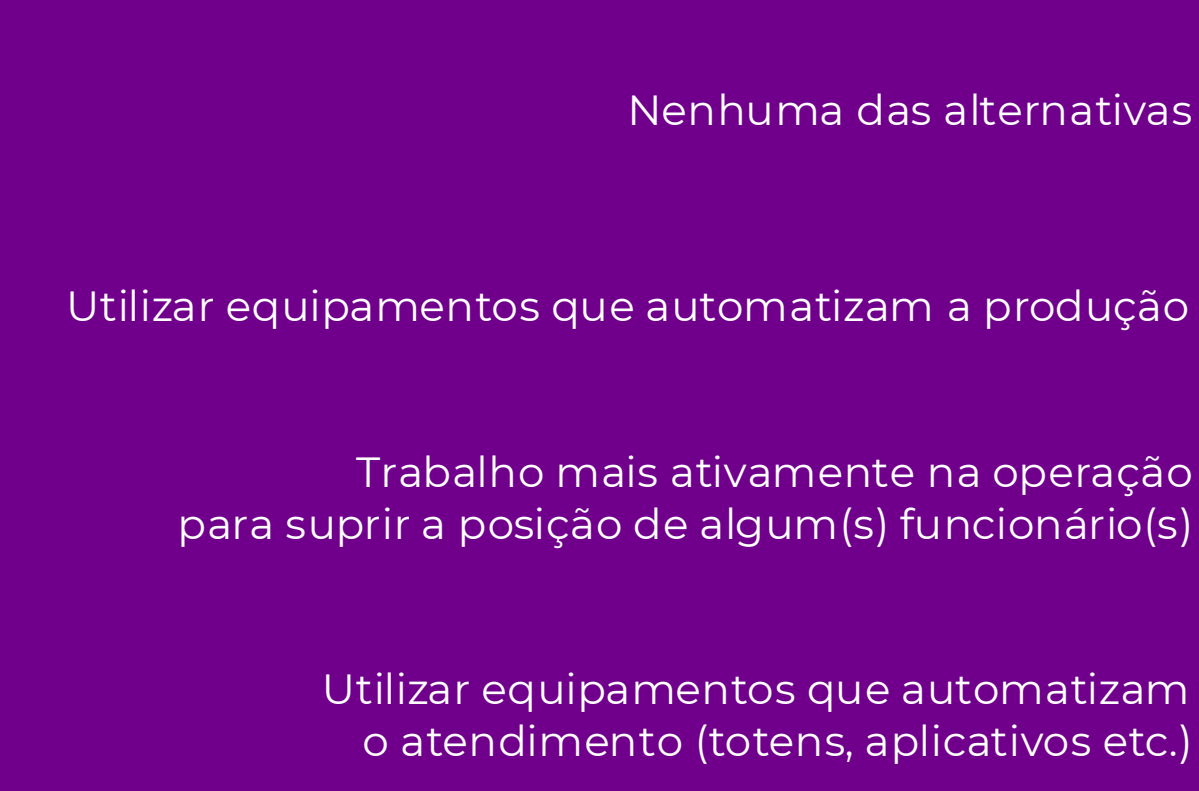 Nenhuma das alternativas
Utilizar equipamentos que automatizam a produção
Trabalho mais ativamente na operação
para suprir a posição de algum(s) funcionário(s)
Utilizar equipamentos que automatizam
o atendimento (totens, aplicativos etc.)